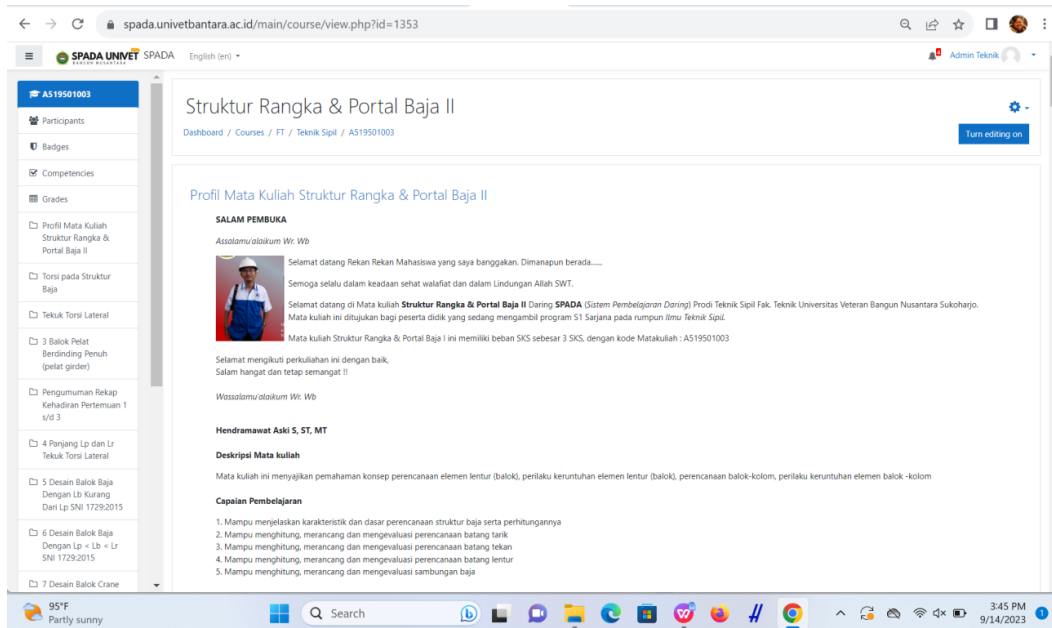 spada.univetbantara.ac.id/main/course/view.php?id=1353
SPADA UNIVET
BANGUN NUSANTARA
SPADA
English (en)
Admin Teknik
A519501003
Participants
Badges
Competencies
Grades
Profil Mata Kuliah
Struktur Rangka &
Portal Baja II
Torsi pada Struktur
Baja
Tekuk Torsi Lateral
3 Balok Pelat
Berdinding Penuh
(pelat girder)
Pengumuman Rekap
Kehadiran Pertemuan 1
s/d 3
4 Panjang Lp dan Lr
Tekuk Torsi Lateral
5 Desain Balok Baja
Dengan Lb Kurang
Dari Lp SNI 1729:2015
6 Desain Balok Baja
Dengan Lp < Lb < Lr
SNI 1729:2015
7 Desain Balok Crane
Struktur Rangka & Portal Baja II
Dashboard / Courses / FT / Teknik Sipil / A519501003
Turn editing on
Profil Mata Kuliah Struktur Rangka & Portal Baja II
SALAM PEMBUKA
Assalamu'alaikum Wr. Wb
Selamat datang Rekan Rekan Mahasiswa yang saya banggakan. Dimanapun berada......
Semoga selalu dalam keadaan sehat walafiat dan dalam Lindungan Allah SWT.
Selamat datang di Mata kuliah Struktur Rangka & Portal Baja II Daring SPADA (Sistem Pembelajaran Daring) Prodi Teknik Sipil Fak. Teknik Universitas Veteran Bangun Nusantara Sukoharjo.
Mata kuliah ini ditujukan bagi peserta didik yang sedang mengambil program S1 Sarjana pada rumpun Ilmu Teknik Sipil.
Mata kuliah Struktur Rangka & Portal Baja I ini memiliki beban SKS sebesar 3 SKS, dengan kode Matakuliah : A519501003
Selamat mengikuti perkuliahan ini dengan baik,
Salam hangat dan tetap semangat !!
Wassalamu'alaikum Wr. Wb
Hendramawat Aski S, ST, MT
Deskripsi Mata kuliah
Mata kuliah ini menyajikan pemahaman konsep perencanaan elemen lentur (balok), perilaku keruntuhan elemen lentur (balok), perencanaan balok-kolom, perilaku keruntuhan elemen balok -kolom
Capaian Pembelajaran
1. Mampu menjelaskan karakteristik dan dasar perencanaan struktur baja serta perhitungannya
2. Mampu menghitung, merancang dan mengevaluasi perencanaan batang tarik
3. Mampu menghitung, merancang dan mengevaluasi perencanaan batang tekan
4. Mampu menghitung, merancang dan mengevaluasi perencanaan batang lentur
5. Mampu menghitung, merancang dan mengevaluasi sambungan baja
95°F
Partly sunny
Search
3:45 PM
9/14/2023
1